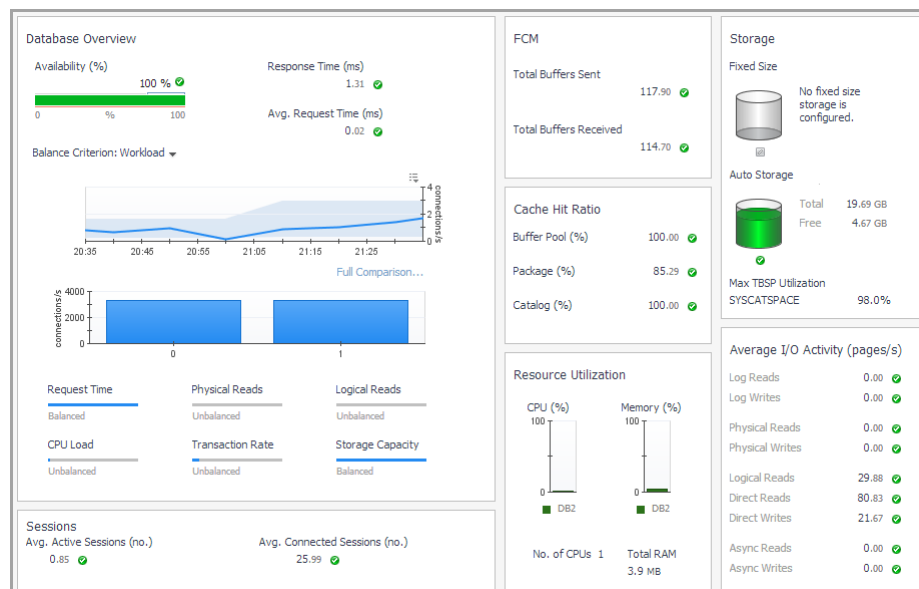 Database Overview
Availability (%)
100 %
0 % 100
Response Time (ms)
1.31
Avg. Request Time (ms)
0.02
Balance Criterion: Workload
4
2
0
connections/s
20:35 20:45 20:55 21:05 21:15 21:25
Full Comparison...
connections/s
4000
2000
0
0 1
Request Time
Balanced
Physical Reads
Unbalanced
Logical Reads
Unbalanced
CPU Load
Unbalanced
Transaction Rate
Unbalanced
Storage Capacity
Balanced
Sessions
Avg. Active Sessions (no.)
0.85
Avg. Connected Sessions (no.)
25.99
FCM
Total Buffers Sent
117.90
Total Buffers Received
114.70
Cache Hit Ratio
Buffer Pool (%) 100.00
Package (%) 85.29
Catalog (%) 100.00
Resource Utilization
CPU (%)
100
0
DB2
Memory (%)
100
0
DB2
No. of CPUs 1
Total RAM
3.9 MB
Storage
Fixed Size
No fixed size
storage is
configured.
Auto Storage
Total 19.69 GB
Free 4.67 GB
Max TBSP Utilization
SYSCATSPACE 98.0%
Average I/O Activity (pages/s)
Log Reads 0.00
Log Writes 0.00
Physical Reads 0.00
Physical Writes 0.00
Logical Reads 29.88
Direct Reads 80.83
Direct Writes 21.67
Async Reads 0.00
Async Writes 0.00